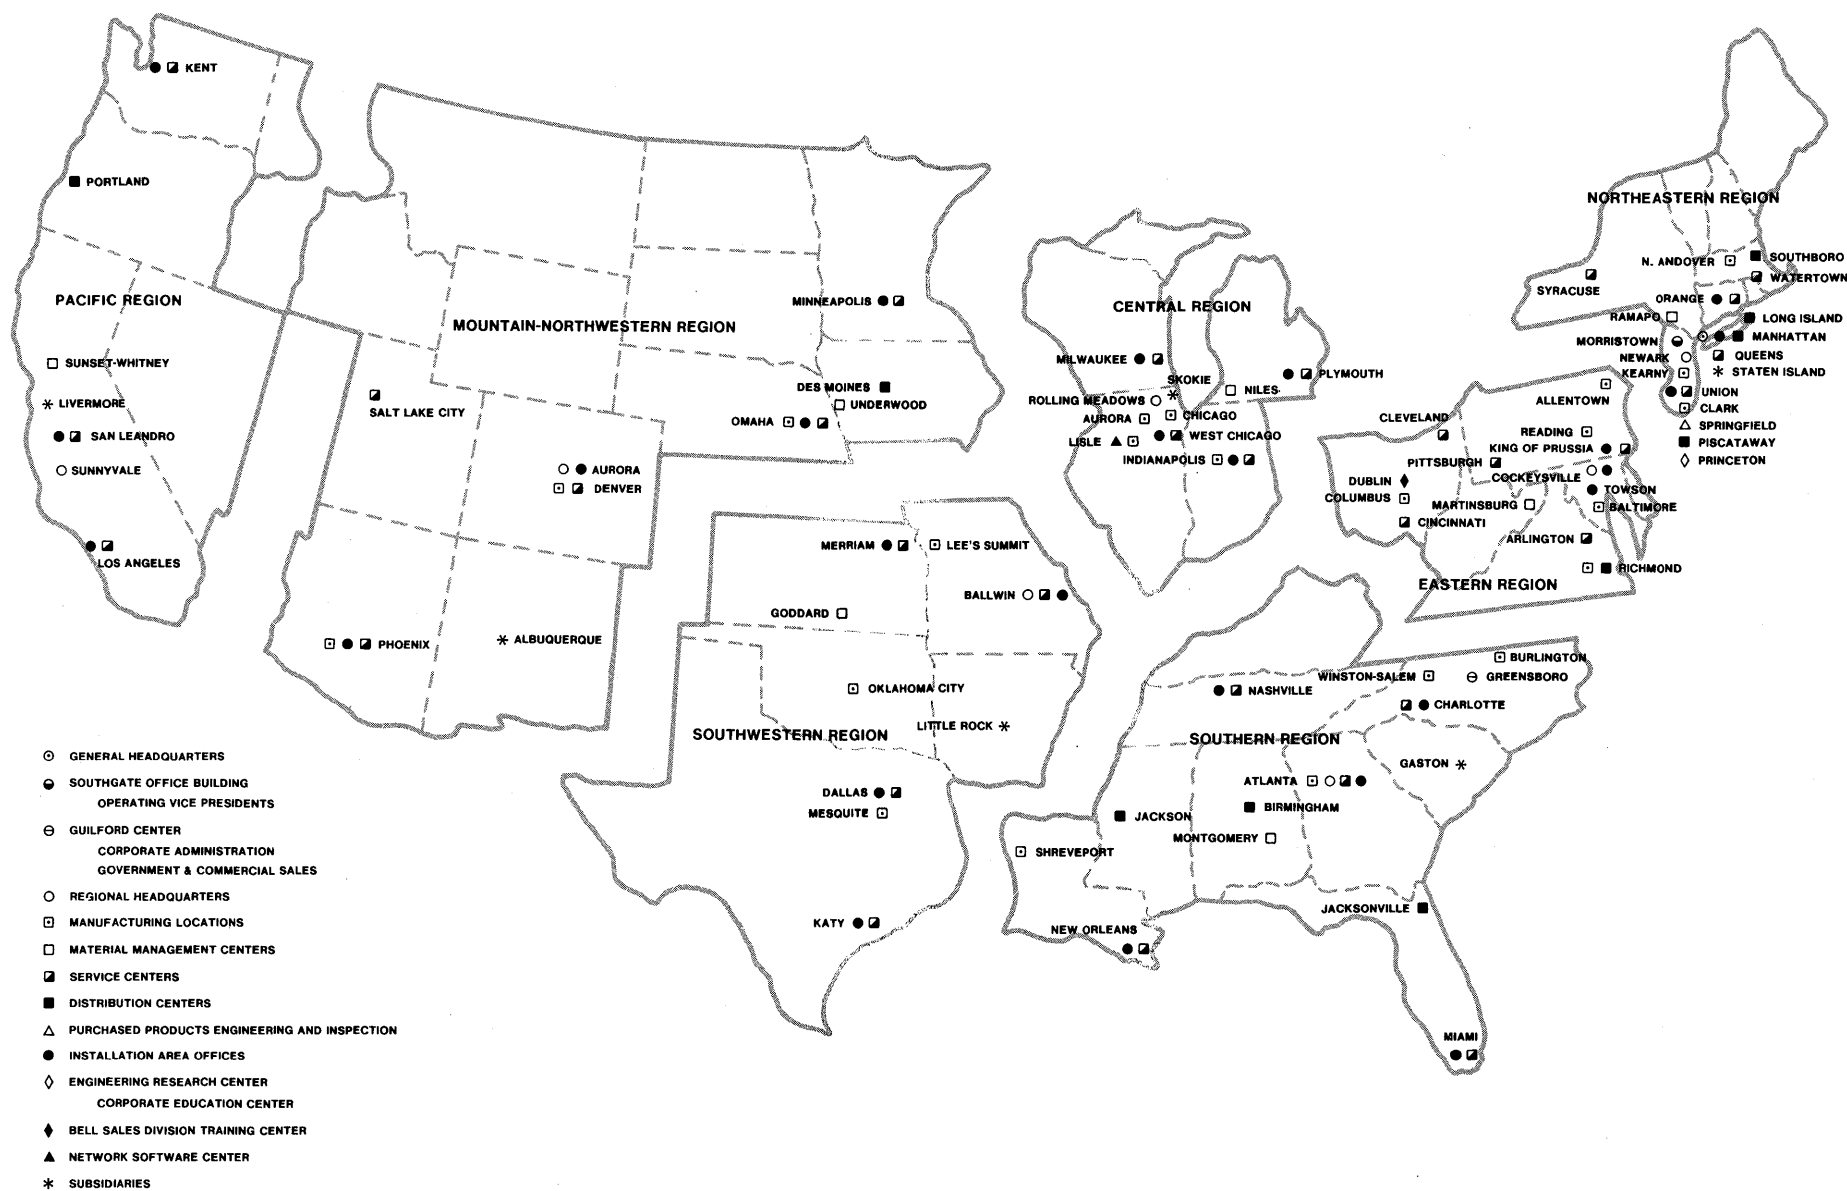 KENT
PORTLAND
PACIFIC REGION
SUNSET-WHITNEY
LIVERMORE
SAN LEANDRO
SUNNYVALE
LOS ANGELES
MOUNTAIN-NORTHWESTERN REGION
MINNEAPOLIS
DES MOINES
UNDERWOOD
OMAHA
SALT LAKE CITY
AURORA
DENVER
PHOENIX
ALBUQUERQUE
MERRIAM
LEE'S SUMMIT
BALLWIN
GODDARD
OKLAHOMA CITY
LITTLE ROCK
SOUTHWESTERN REGION
DALLAS
MESQUITE
KATY
CENTRAL REGION
MILWAUKEE
PLYMOUTH
SKOKIE
NILES
ROLLING MEADOWS
AURORA
CHICAGO
LISLE
WEST CHICAGO
INDIANAPOLIS
NORTHEASTERN REGION
N. ANDOVER
SOUTHBORO
WATERTOWN
SYRACUSE
ORANGE
RAMAPO
LONG ISLAND
MORRISTOWN
MANHATTAN
NEWARK
QUEENS
KEARNY
STATEN ISLAND
UNION
CLARK
SPRINGFIELD
PISCATAWAY
PRINCETON
ALLENTOWN
CLEVELAND
READING
KING OF PRUSSIA
PITTSBURGH
COCKEYSVILLE
DUBLIN
TOWSON
COLUMBUS
MARTINSBURG
BALTIMORE
CINCINNATI
ARLINGTON
RICHMOND
EASTERN REGION
BURLINGTON
WINSTON-SALEM
GREENSBORO
NASHVILLE
CHARLOTTE
SOUTHERN REGION
GASTON
ATLANTA
BIRMINGHAM
JACKSON
MONTGOMERY
SHREVEPORT
JACKSONVILLE
NEW ORLEANS
MIAMI
GENERAL HEADQUARTERS
SOUTHGATE OFFICE BUILDING
OPERATING VICE PRESIDENTS
GUILFORD CENTER
CORPORATE ADMINISTRATION
GOVERNMENT & COMMERCIAL SALES
REGIONAL HEADQUARTERS
MANUFACTURING LOCATIONS
MATERIAL MANAGEMENT CENTERS
SERVICE CENTERS
DISTRIBUTION CENTERS
PURCHASED PRODUCTS ENGINEERING AND INSPECTION
INSTALLATION AREA OFFICES
ENGINEERING RESEARCH CENTER
CORPORATE EDUCATION CENTER
BELL SALES DIVISION TRAINING CENTER
NETWORK SOFTWARE CENTER
SUBSIDIARIES